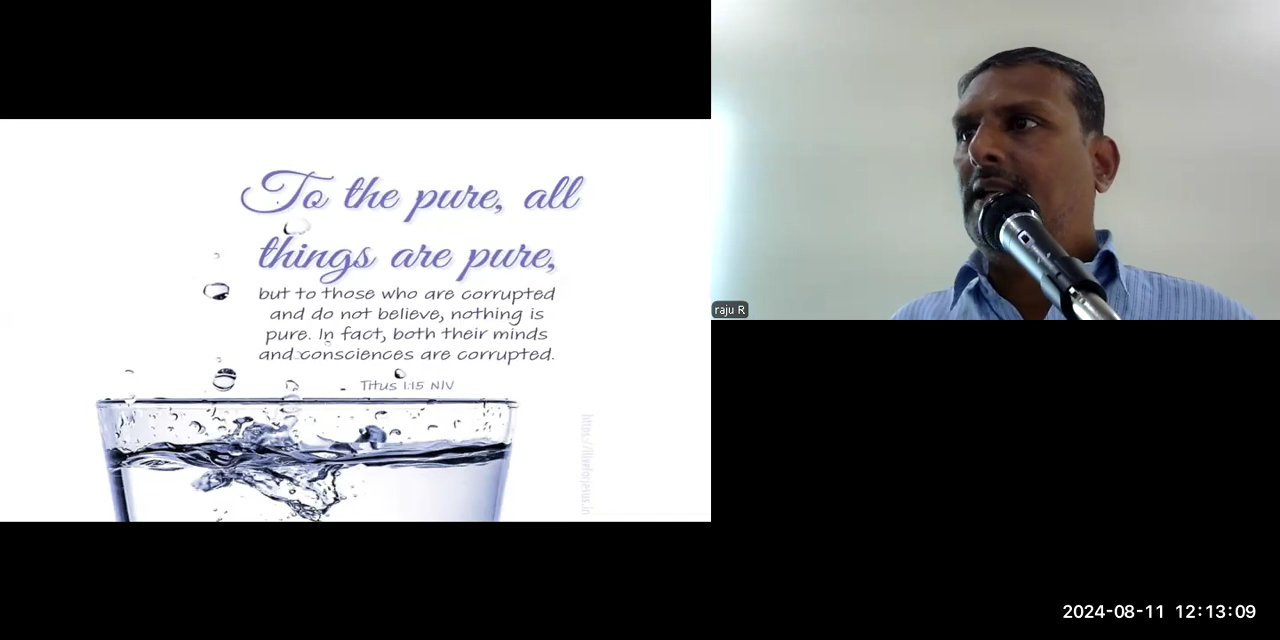 To the pure, all
things are pure,
but to those who are corrupted
and do not believe, nothing is
pure. In fact, both their minds
and consciences are corrupted.
Titus 1:15 NIV
raju R
2024-08-11 12:13:09